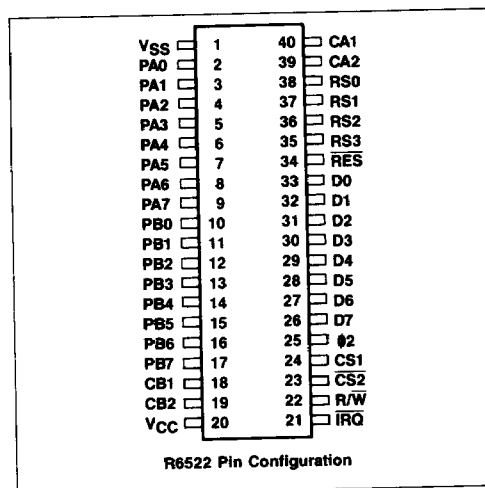 VSS 1 40 CA1
PA0 2 39 CA2
PA1 3 38 RS0
PA2 4 37 RS1
PA3 5 36 RS2
PA4 6 35 RS3
PA5 7 34 R̅E̅S̅
PA6 8 33 D0
PA7 9 32 D1
PB0 10 31 D2
PB1 11 30 D3
PB2 12 29 D4
PB3 13 28 D5
PB4 14 27 D6
PB5 15 26 D7
PB6 16 25 ϕ2
PB7 17 24 CS1
CB1 18 23 C̅S̅2̅
CB2 19 22 R/W̅
VCC 20 21 I̅R̅Q̅
R6522 Pin Configuration